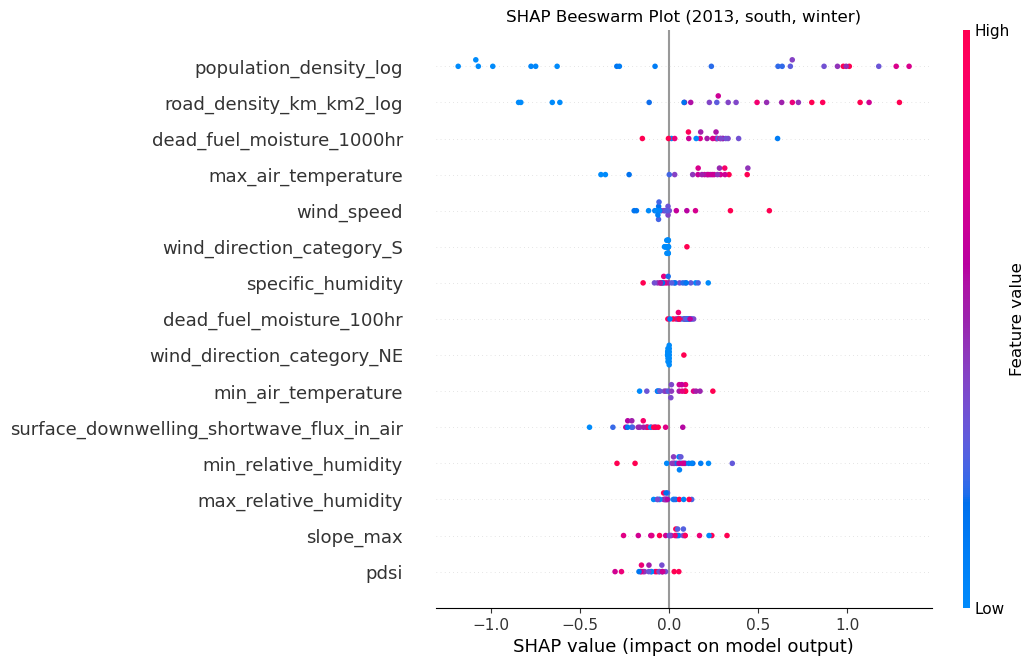 SHAP Beeswarm Plot (2013, south, winter)
High
population_density_log
road_density_km_km2_log
dead_fuel_moisture_1000hr
max_air_temperature
wind_speed
wind_direction_category_S
specific_humidity
dead_fuel_moisture_100hr
wind_direction_category_NE
min_air_temperature
surface_downwelling_shortwave_flux_in_air
min_relative_humidity
max_relative_humidity
slope_max
pdsi
Feature value
Low
−1.0 −0.5 0.0 0.5 1.0
SHAP value (impact on model output)